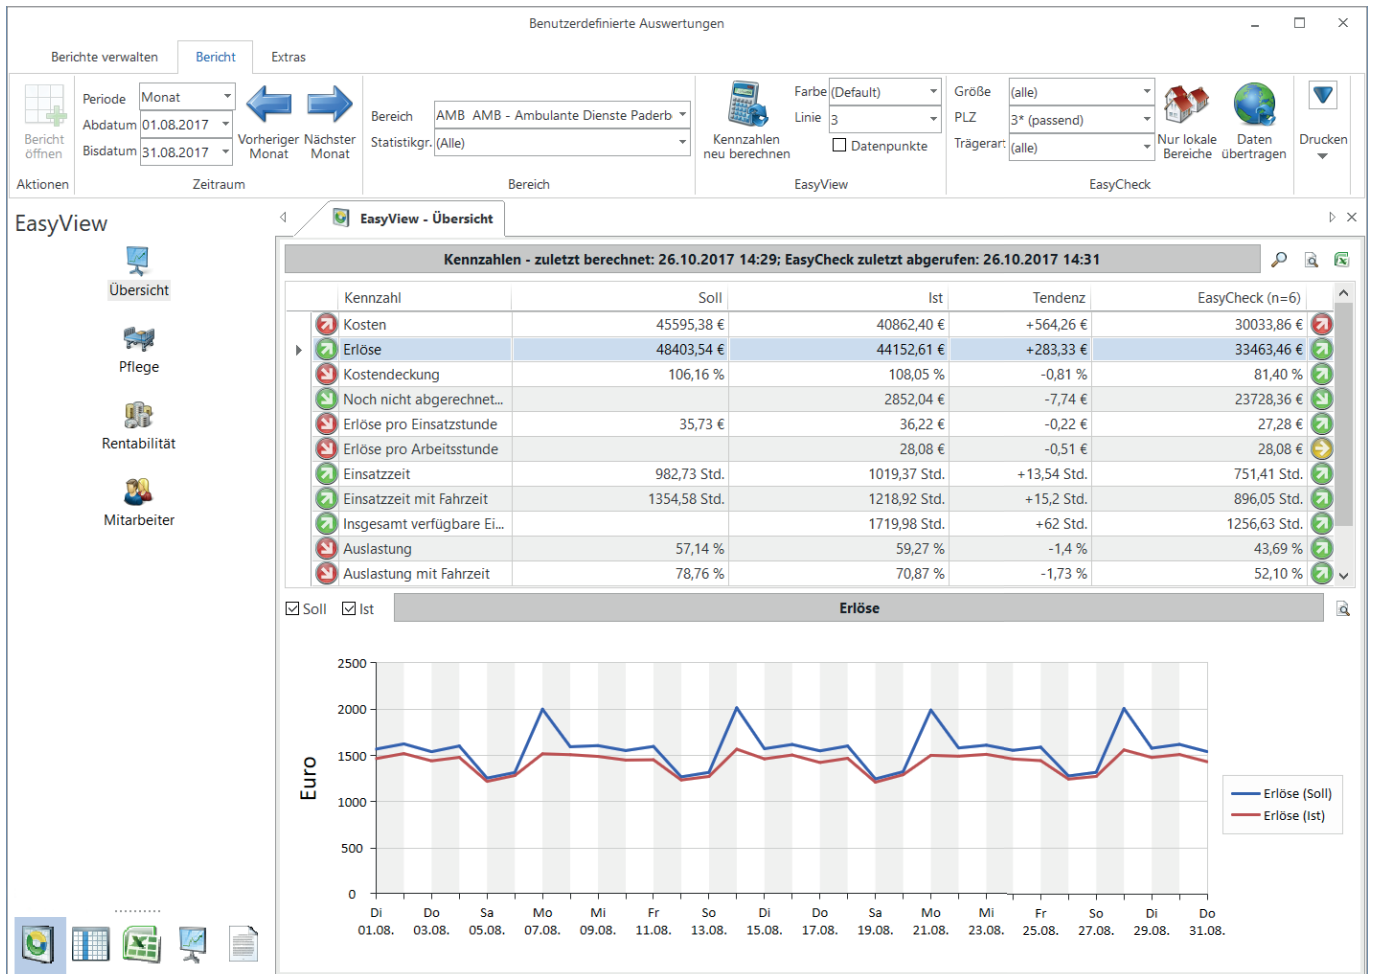 Benutzerdefinierte Auswertungen
Berichte verwalten Bericht Extras
Bericht öffnen
Aktionen
Periode Monat
Abdatum 01.08.2017
Bisdatum 31.08.2017
Vorheriger Monat
Nächster Monat
Zeitraum
Bereich AMB AMB - Ambulante Dienste Paderb
Statistikgr. (Alle)
Bereich
Kennzahlen neu berechnen
Farbe (Default)
Linie 3
Datenpunkte
EasyView
Größe (alle)
PLZ 3* (passend)
Trägerart (alle)
Nur lokale Bereiche
Daten übertragen
EasyCheck
Drucken
EasyView
Übersicht
Pflege
Rentabilität
Mitarbeiter
EasyView - Übersicht
Kennzahlen - zuletzt berechnet: 26.10.2017 14:29; EasyCheck zuletzt abgerufen: 26.10.2017 14:31
Kennzahl Soll Ist Tendenz EasyCheck (n=6)
Kosten 45595,38 € 40862,40 € +564,26 € 30033,86 €
Erlöse 48403,54 € 44152,61 € +283,33 € 33463,46 €
Kostendeckung 106,16 % 108,05 % -0,81 % 81,40 %
Noch nicht abgerechnet... 2852,04 € -7,74 € 23728,36 €
Erlöse pro Einsatzstunde 35,73 € 36,22 € -0,22 € 27,28 €
Erlöse pro Arbeitsstunde 28,08 € -0,51 € 28,08 €
Einsatzzeit 982,73 Std. 1019,37 Std. +13,54 Std. 751,41 Std.
Einsatzzeit mit Fahrzeit 1354,58 Std. 1218,92 Std. +15,2 Std. 896,05 Std.
Insgesamt verfügbare Ei... 1719,98 Std. +62 Std. 1256,63 Std.
Auslastung 57,14 % 59,27 % -1,4 % 43,69 %
Auslastung mit Fahrzeit 78,76 % 70,87 % -1,73 % 52,10 %
Soll Ist Erlöse
2500
2000
1500
1000
500
0
Euro
Erlöse (Soll)
Erlöse (Ist)
Di Do Sa Mo Mi Fr So Di Do Sa Mo Mi Fr So Di Do
01.08. 03.08. 05.08. 07.08. 09.08. 11.08. 13.08. 15.08. 17.08. 19.08. 21.08. 23.08. 25.08. 27.08. 29.08. 31.08.